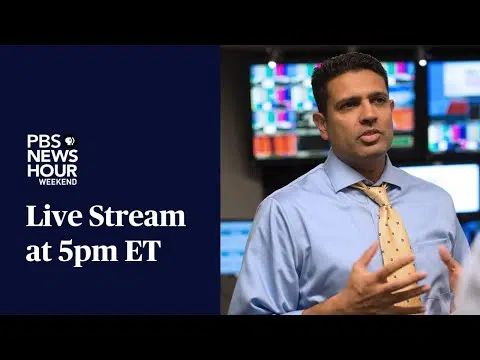 PBS
NEWS
HOUR
WEEKEND
Live Stream
at 5pm ET